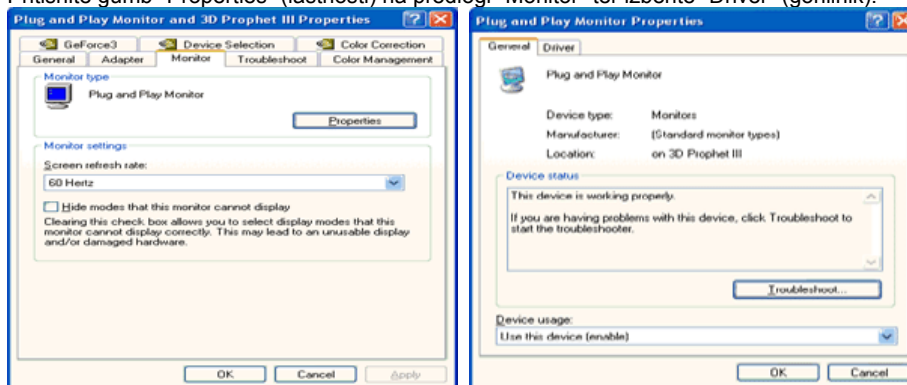 Pritisnite gumb "Properties" (lastnosti) na predlogi "Monitor" ter izberite "Driver" (gonilnik).
Plug and Play Monitor and 3D Prophet III Properties
GeForce3 Device Selection Color Correction
General Adapter Monitor Troubleshoot Color Management
Monitor type
Plug and Play Monitor
Properties
Monitor settings
Screen refresh rate:
60 Hertz
Hide modes that this monitor cannot display
Clearing this check box allows you to select display modes that this
monitor cannot display correctly. This may lead to an unusable display
and/or damaged hardware.
OK Cancel Apply
Plug and Play Monitor Properties
General Driver
Plug and Play Monitor
Device type: Monitors
Manufacturer: (Standard monitor types)
Location: on 3D Prophet III
Device status
This device is working properly.
If you are having problems with this device, click Troubleshoot to
start the troubleshooter.
Troubleshoot...
Device usage:
Use this device (enable)
OK Cancel